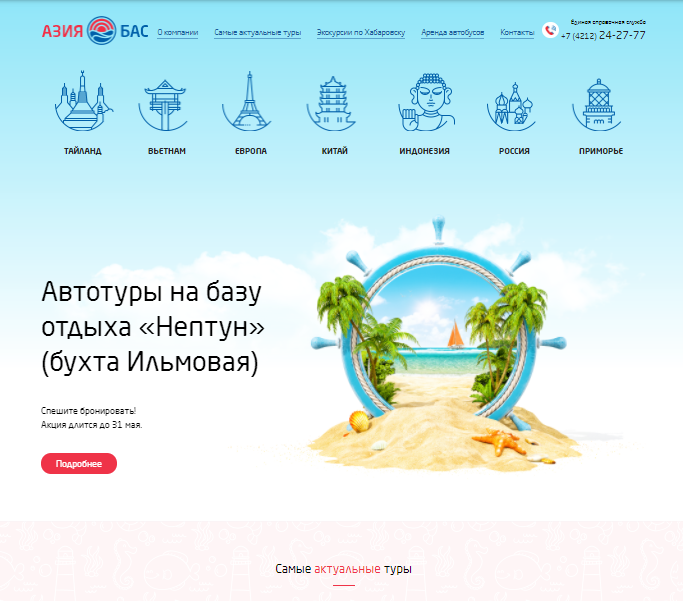 АЗИЯ БАС О компании Самые актуальные туры Экскурсии по Хабаровску Аренда автобусов Контакты
Единая справочная служба
+7 (4212) 24-27-77
ТАЙЛАНД ВЬЕТНАМ ЕВРОПА КИТАЙ ИНДОНЕЗИЯ РОССИЯ ПРИМОРЬЕ
Автотуры на базу
отдыха «Нептун»
(бухта Ильмовая)
Спешите бронировать!
Акция длится до 31 мая.
Подробнее
Самые актуальные туры